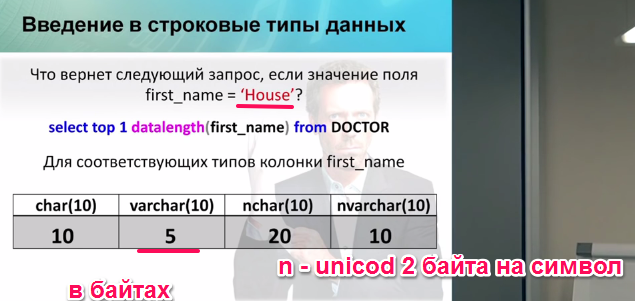 Введение в строковые типы данных
Что вернет следующий запрос, если значение поля
first_name = ‘House’?
select top 1 datalength(first_name) from DOCTOR
Для соответствующих типов колонки first_name
char(10) varchar(10) nchar(10) nvarchar(10)
10 5 20 10
n - unicod 2 байта на символ
в байтах